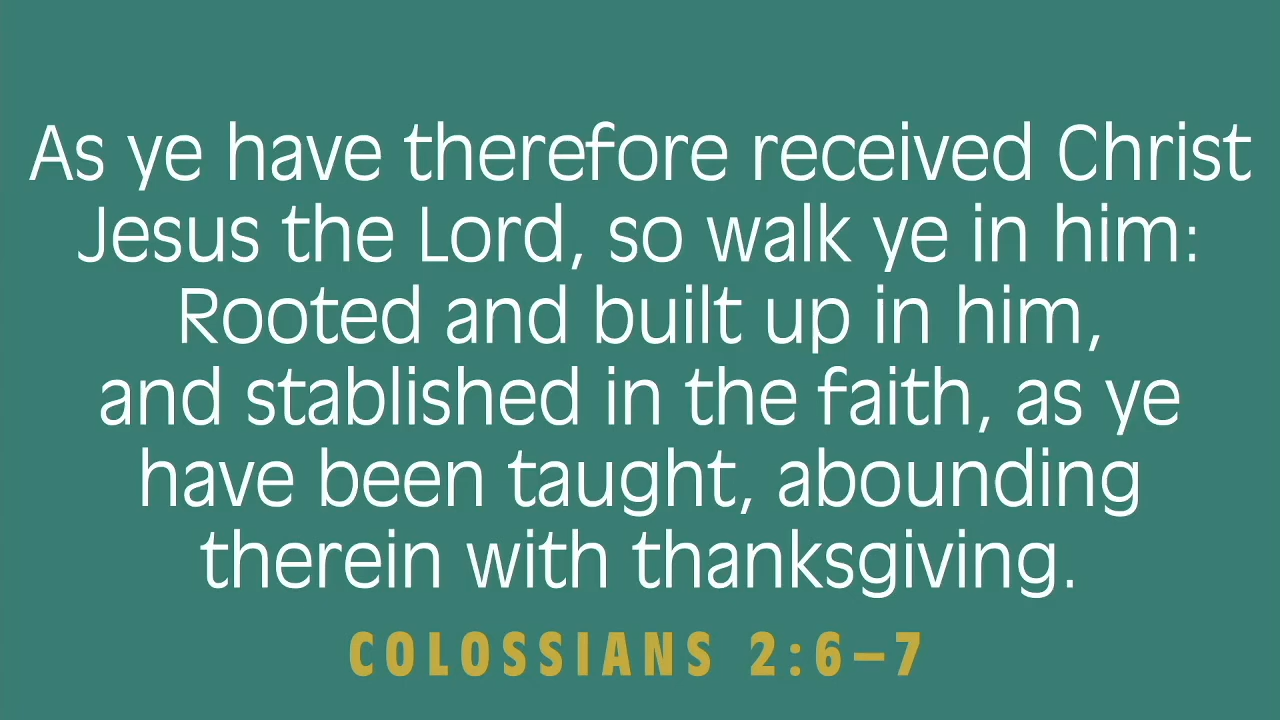 As ye have therefore received Christ
Jesus the Lord, so walk ye in him:
Rooted and built up in him,
and stablished in the faith, as ye
have been taught, abounding
therein with thanksgiving.
COLOSSIANS 2:6–7